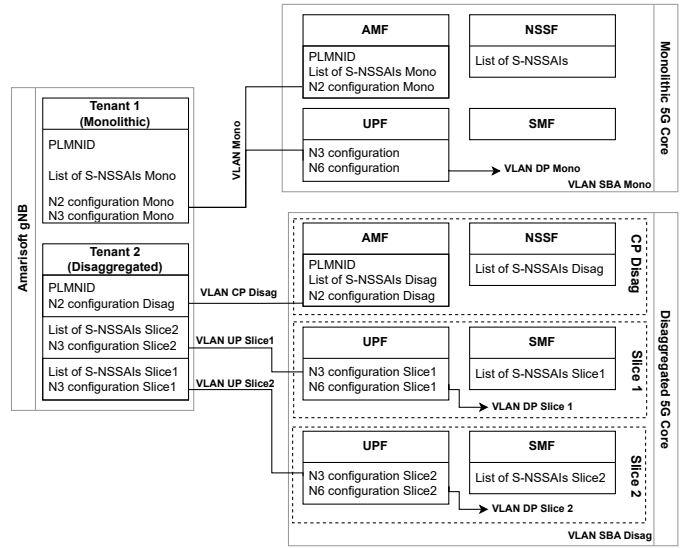 Amarisoft gNB
Tenant 1
(Monolithic)
PLMNID
List of S-NSSAIs Mono
N2 configuration Mono
N3 configuration Mono
Tenant 2
(Disaggregated)
PLMNID
N2 configuration Disag
List of S-NSSAIs Slice2
N3 configuration Slice2
List of S-NSSAIs Slice1
N3 configuration Slice1
VLAN Mono
VLAN CP Disag
VLAN UP Slice1
VLAN UP Slice2
AMF
PLMNID
List of S-NSSAIs Mono
N2 configuration Mono
NSSF
List of S-NSSAIs
UPF
N3 configuration
N6 configuration
SMF
VLAN DP Mono
VLAN SBA Mono
Monolithic 5G Core
AMF
PLMNID
List of S-NSSAIs Disag
N2 configuration Disag
NSSF
List of S-NSSAIs Disag
CP Disag
UPF
N3 configuration Slice1
N6 configuration Slice1
SMF
List of S-NSSAIs Slice1
VLAN DP Slice 1
Slice 1
UPF
N3 configuration Slice2
N6 configuration Slice2
SMF
List of S-NSSAIs Slice2
VLAN DP Slice 2
Slice 2
VLAN SBA Disag
Disaggregated 5G Core